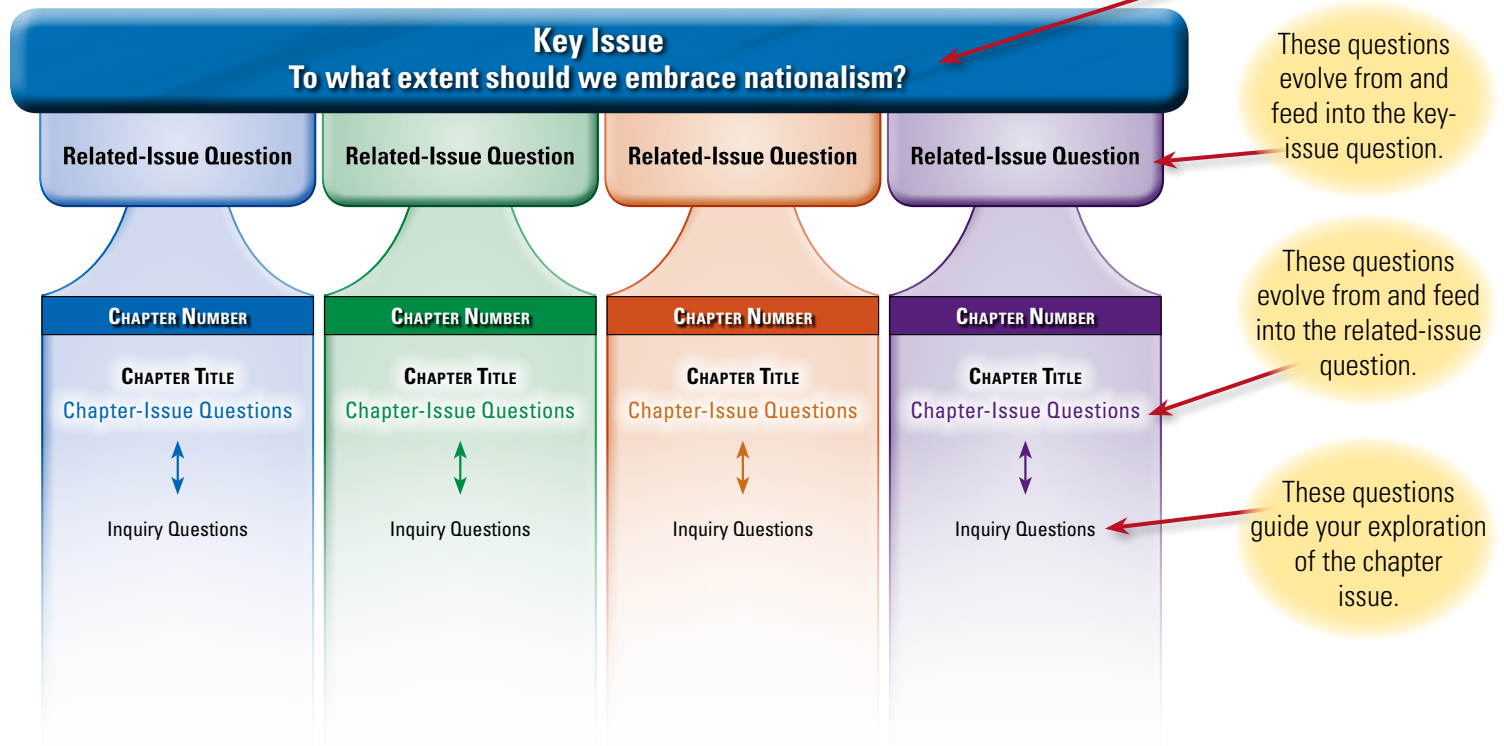 Key Issue
To what extent should we embrace nationalism?
These questions
evolve from and
feed into the key-
issue question.
Related-Issue Question
Related-Issue Question
Related-Issue Question
Related-Issue Question
These questions
evolve from and feed
into the related-issue
question.
CHAPTER NUMBER
CHAPTER TITLE
Chapter-Issue Questions
Inquiry Questions
CHAPTER NUMBER
CHAPTER TITLE
Chapter-Issue Questions
Inquiry Questions
CHAPTER NUMBER
CHAPTER TITLE
Chapter-Issue Questions
Inquiry Questions
CHAPTER NUMBER
CHAPTER TITLE
Chapter-Issue Questions
Inquiry Questions
These questions
guide your exploration
of the chapter
issue.